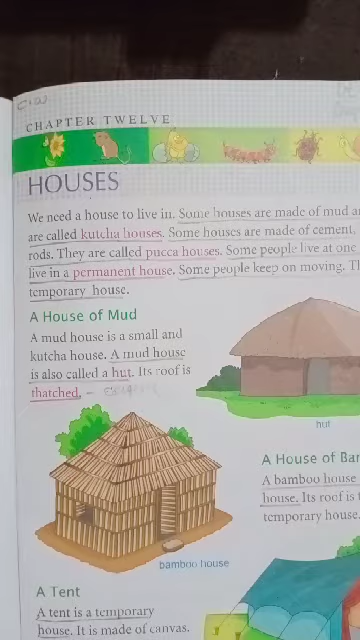 CHAPTER TWELVE
HOUSES
We need a house to live in. Some houses are made of mud
are called kutcha houses. Some houses are made of cement,
rods. They are called pucca houses. Some people live at one
live in a permanent house. Some people keep on moving.
temporary house.
A House of Mud
A mud house is a small and
kutcha house. A mud house
is also called a hut. Its roof is
thatched.
hut
A House of
A bamboo house
house. Its roof is
temporary house.
bamboo house
A Tent
A tent is a temporary
house. It is made of canvas.